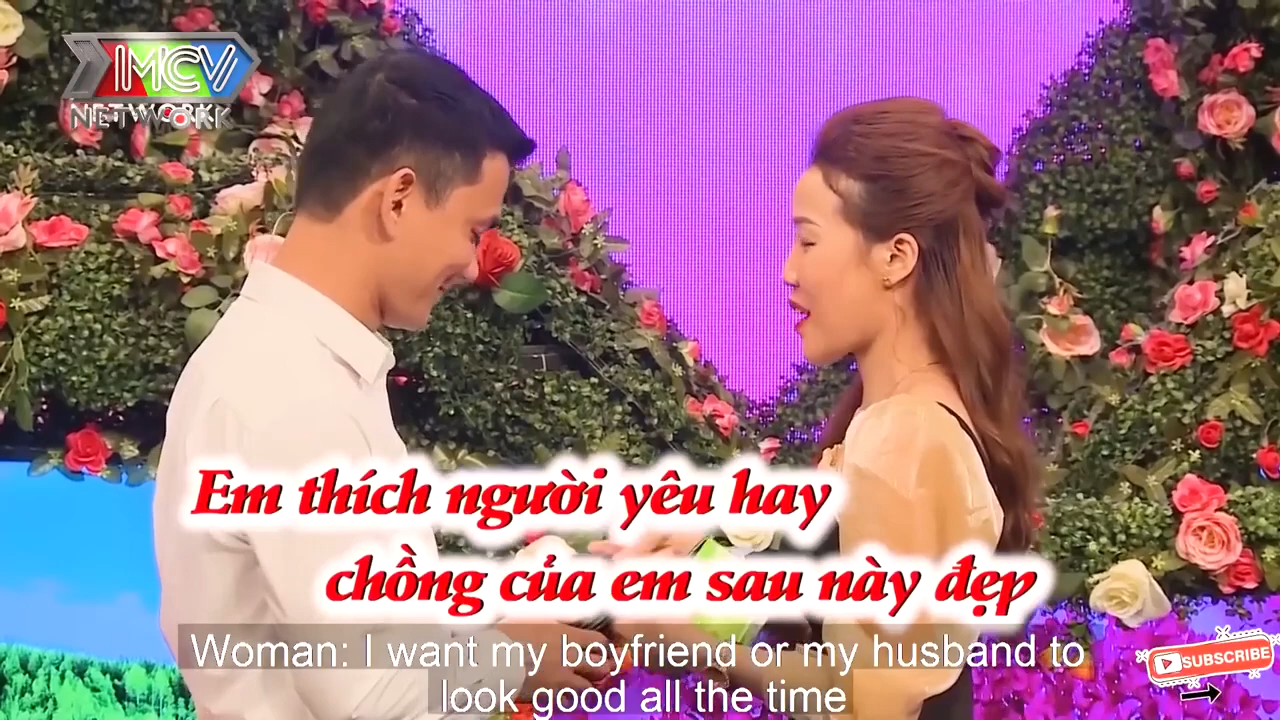 MCV
NETWORK
Em thích người yêu hay
chồng của em sau này đẹp
Woman: I want my boyfriend or my husband to
look good all the time
SUBSCRIBE